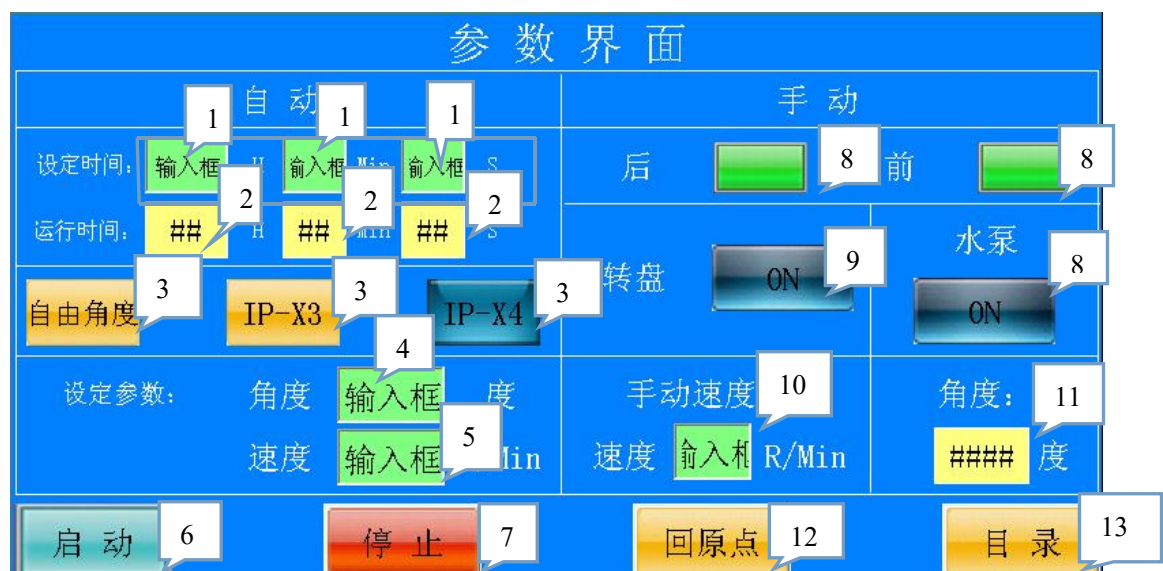 参 数 界 面
自 动
手 动
1 1 1
设定时间: 输入框 H 输入框 Min 输入框 S
后 8 前 8
2 2 2
运行时间: ## H ## min ## S
水泵
自由角度 3 IP-X3 3 IP-X4 3
转盘 ON 9
ON 8
4
设定参数: 角度 输入框 度
手动速度 10
角度: 11
速度 输入框 5 Min
速度 输入框 R/Min
#### 度
启 动 6 停 止 7 回原点 12 目 录 13